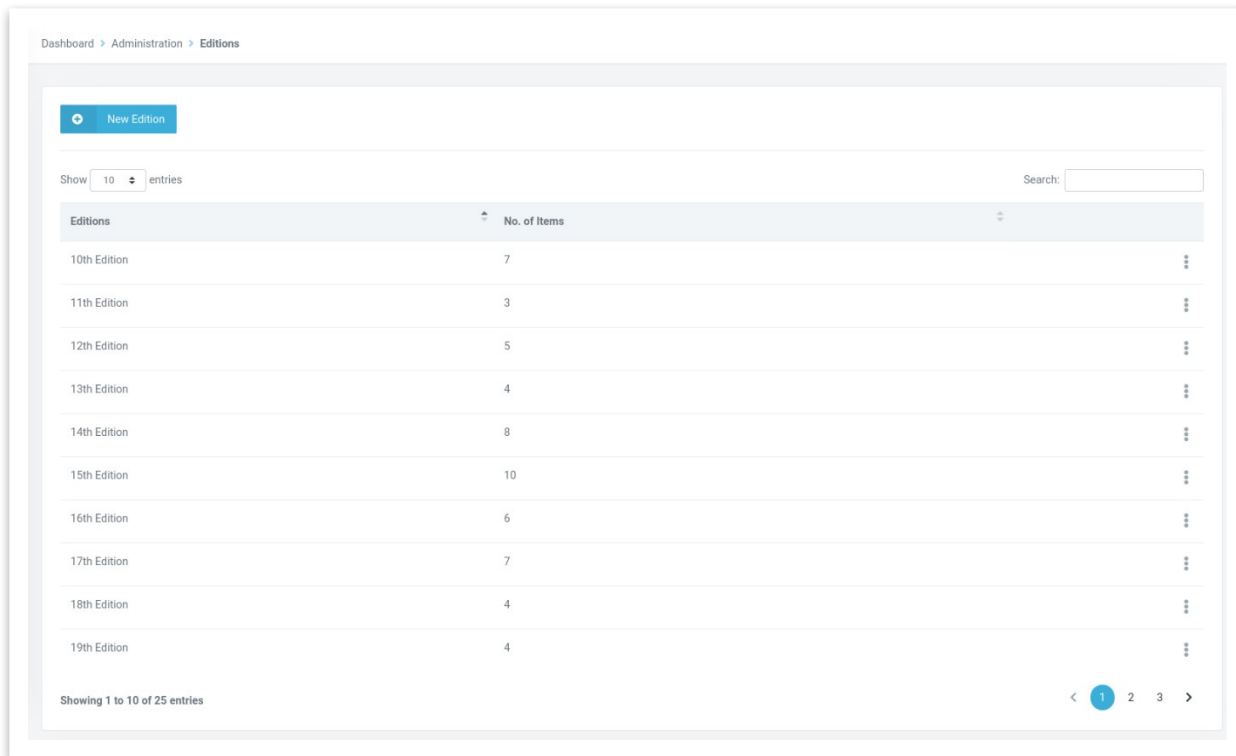 Dashboard > Administration > Editions
New Edition
Show 10 entries
Search:
Editions No. of Items
10th Edition 7
11th Edition 3
12th Edition 5
13th Edition 4
14th Edition 8
15th Edition 10
16th Edition 6
17th Edition 7
18th Edition 4
19th Edition 4
Showing 1 to 10 of 25 entries
< 1 2 3 >